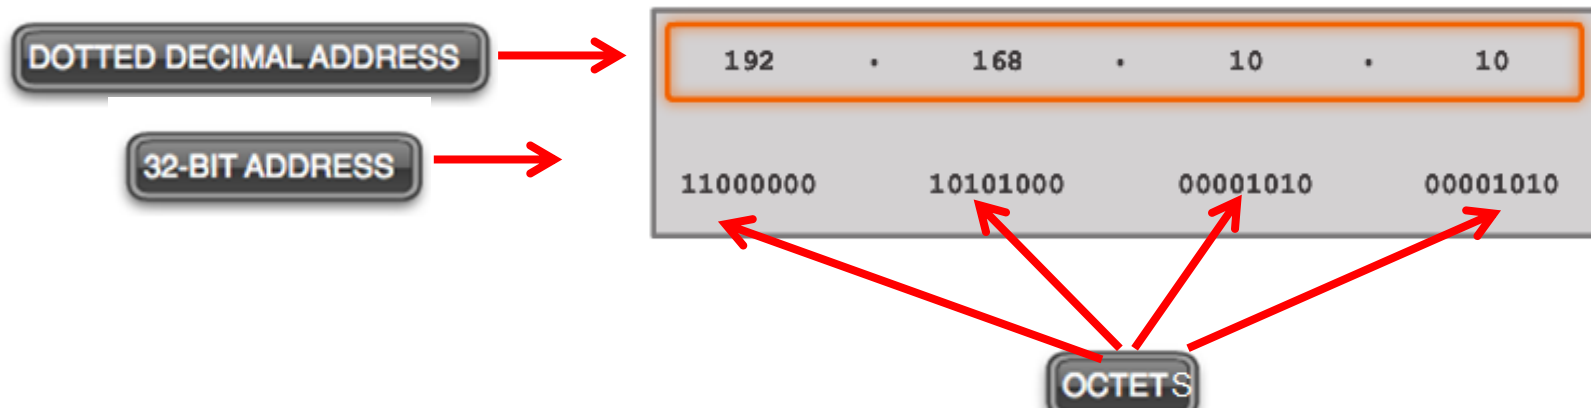 DOTTED DECIMAL ADDRESS
192 . 168 . 10 . 10
32-BIT ADDRESS
11000000 10101000 00001010 00001010
OCTETS